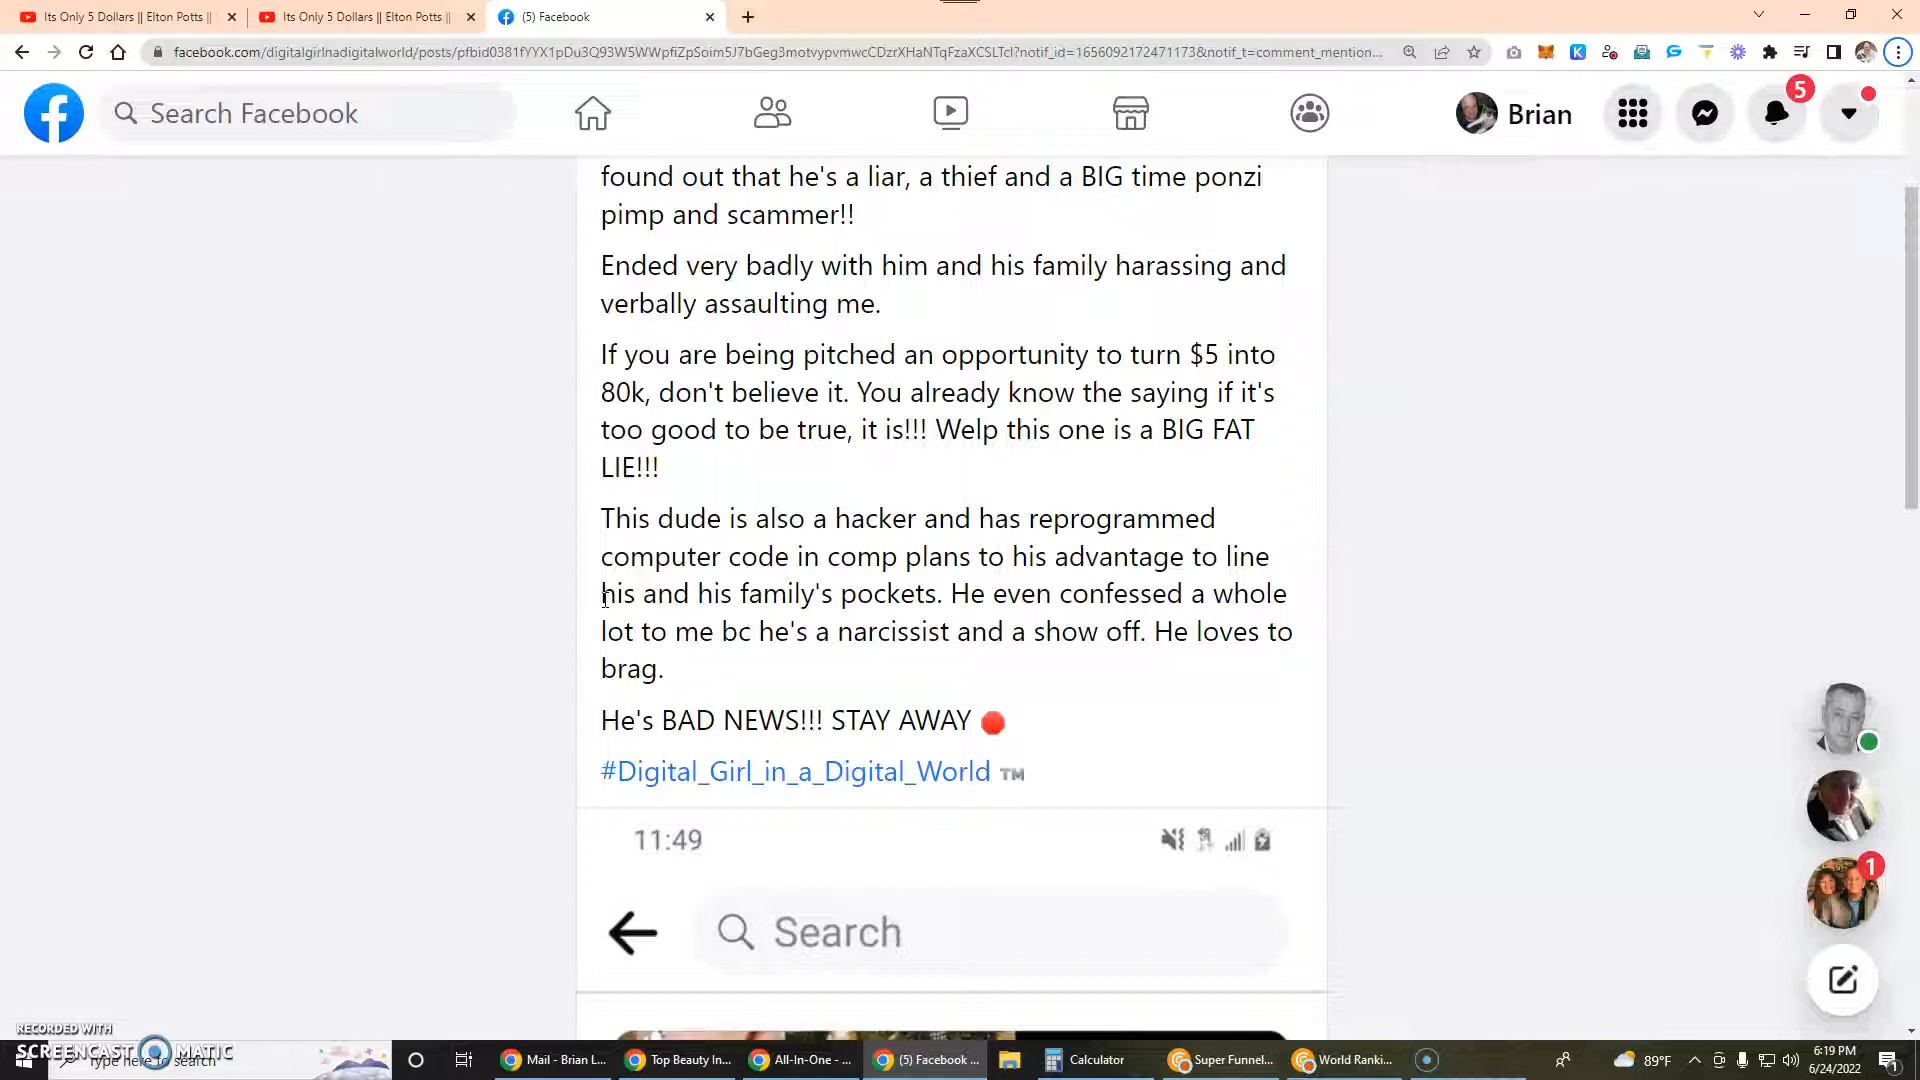 Its Only 5 Dollars || Elton Potts ||
Its Only 5 Dollars || Elton Potts ||
(5) Facebook
facebook.com/digitalgirlnadigitalworld/posts/pfbid0381fYYX1pDu3Q93W5WWpfiZpSoim5J7bGeg3motvypvmwcCDzrXHaNTqFzaXCSLTcl?notif_id=1656092172471173&notif_t=comment_mention...
Search Facebook
Brian
5
found out that he's a liar, a thief and a BIG time ponzi
pimp and scammer!!
Ended very badly with him and his family harassing and
verbally assaulting me.
If you are being pitched an opportunity to turn $5 into
80k, don't believe it. You already know the saying if it's
too good to be true, it is!!! Welp this one is a BIG FAT
LIE!!!
This dude is also a hacker and has reprogrammed
computer code in comp plans to his advantage to line
his and his family's pockets. He even confessed a whole
lot to me bc he's a narcissist and a show off. He loves to
brag.
He's BAD NEWS!!! STAY AWAY
#Digital_Girl_in_a_Digital_World ™
11:49
Search
1
RECORDED WITH
SCREENCAST MATIC
Type here to search
Mail - Brian L...
Top Beauty In...
All-In-One - ...
(5) Facebook ...
Calculator
Super Funnel...
World Ranki...
89°F
6:19 PM
6/24/2022
1